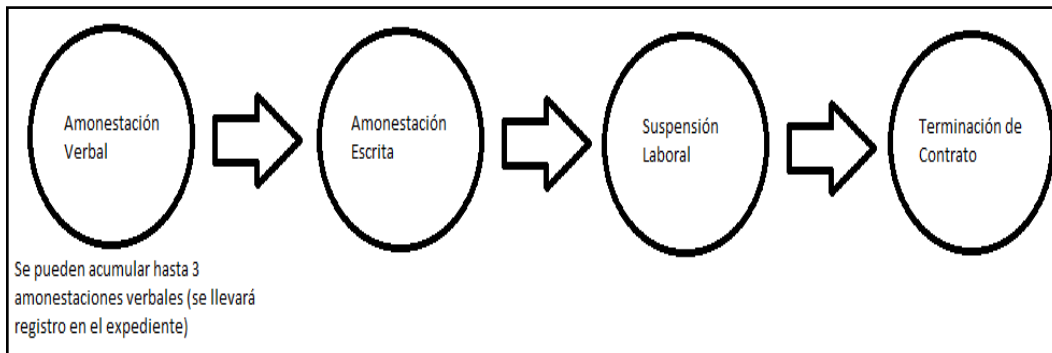 Amonestación
Verbal
Amonestación
Escrita
Suspensión
Laboral
Terminación de
Contrato
Se pueden acumular hasta 3
amonestaciones verbales (se llevará
registro en el expediente)